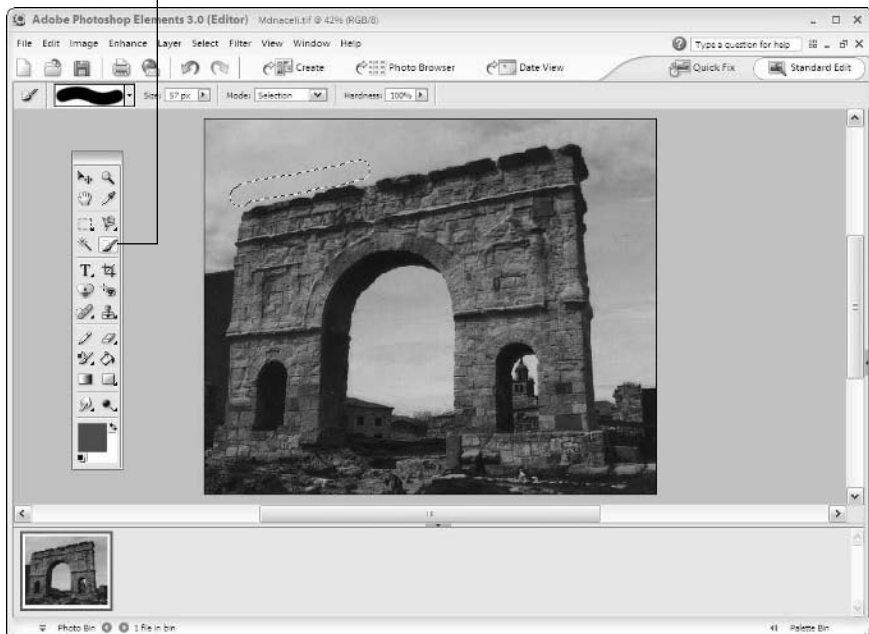 Adobe Photoshop Elements 3.0 (Editor) Mdnaceli.tif @ 42% (RGB/8)
File Edit Image Enhance Layer Select Filter View Window Help Type a question for help
Create Photo Browser Date View Quick Fix Standard Edit
Size: 57 px Mode: Selection Hardness: 100%
T
Photo Bin 1 file in bin Palette Bin